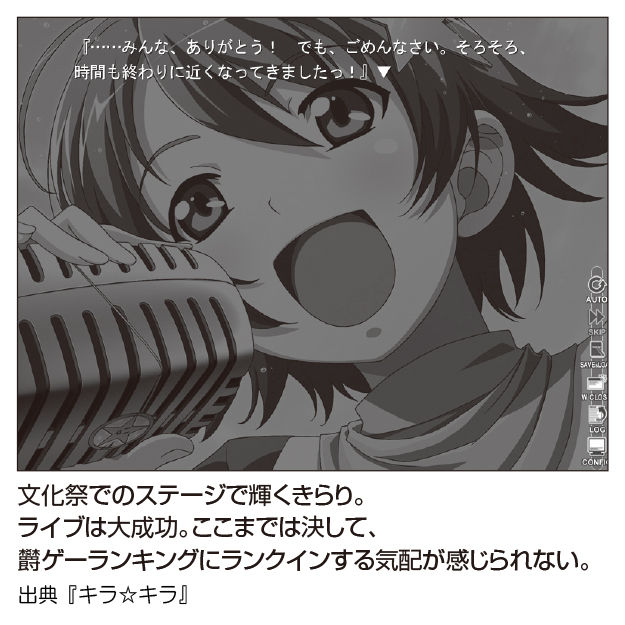 『……みんな、ありがとう！　でも、ごめんなさい。そろそろ、
時間も終わりに近くなってきましたっ！』▼
AUTO
SKIP
SAVE&LOAD
W CLOS
LOG
CONFIG
文化祭でのステージで輝くきらり。
ライブは大成功。ここまでは決して、
欝ゲーランキングにランクインする気配が感じられない。
出典『キラ☆キラ』